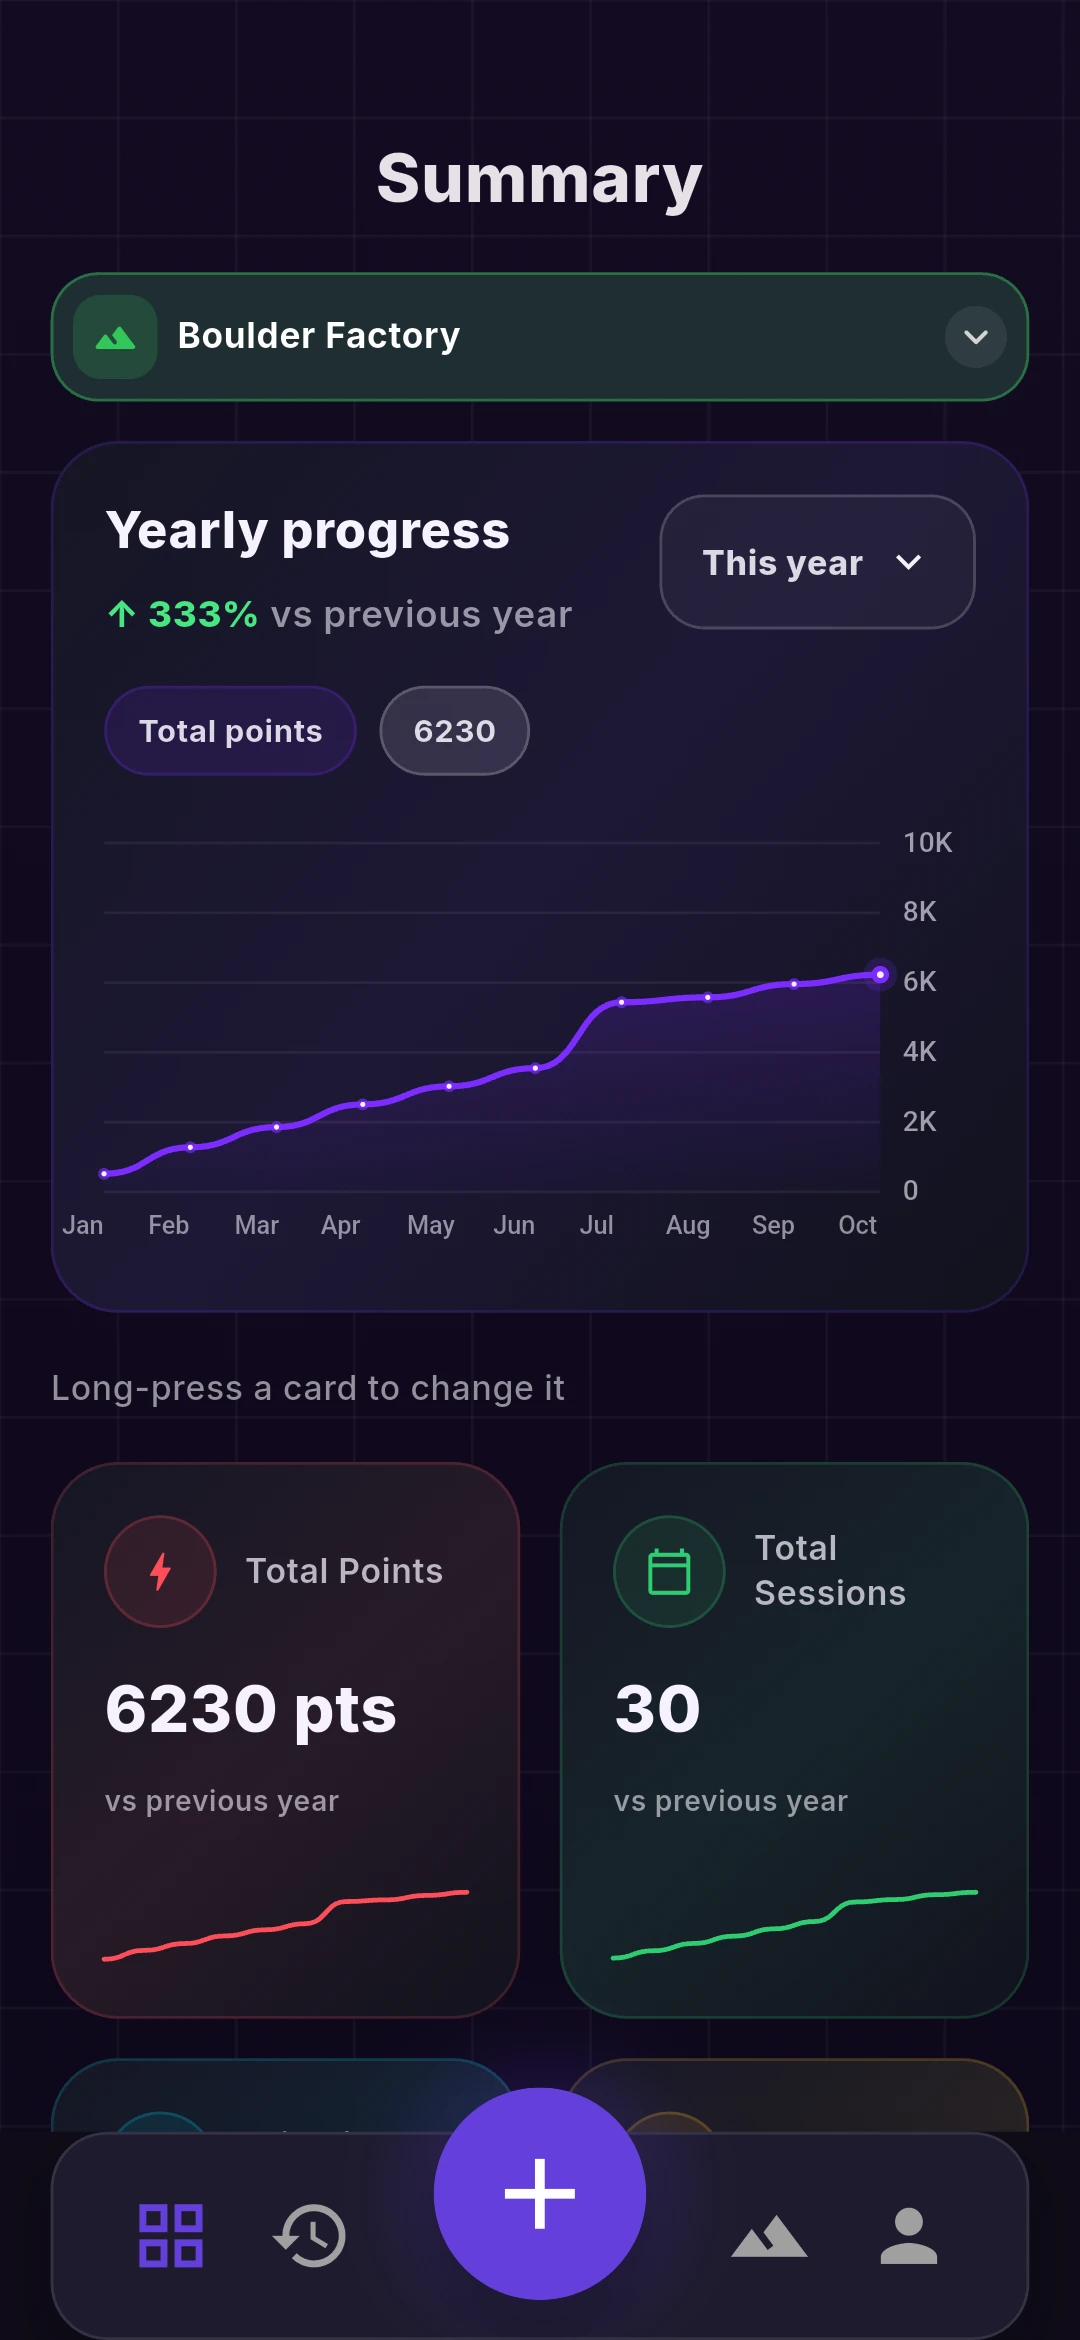 Summary
Boulder Factory
Yearly progress
This year
↑ 333% vs previous year
Total points
6230
10K
8K
6K
4K
2K
0
Jan Feb Mar Apr May Jun Jul Aug Sep Oct
Long-press a card to change it
Total Points
6230 pts
vs previous year
Total
Sessions
30
vs previous year